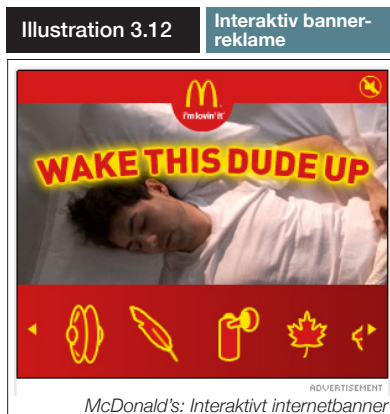 Illustration 3.12
Interaktiv banner-
reklame
i'm lovin' it®
WAKE THIS DUDE UP
ADVERTISEMENT
McDonald's: Interaktivt internetbanner